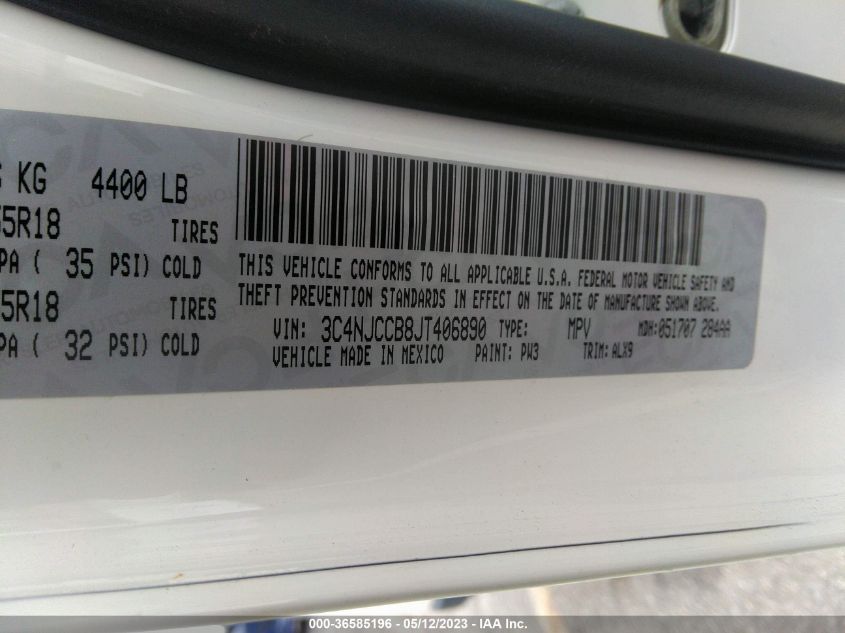 KG 4400 LB
5R18 TIRES
PA ( 35 PSI) COLD
5R18 TIRES
PA ( 32 PSI) COLD
THIS VEHICLE CONFORMS TO ALL APPLICABLE U.S.A. FEDERAL MOTOR VEHICLE SAFETY AND
THEFT PREVENTION STANDARDS IN EFFECT ON THE DATE OF MANUFACTURE SHOWN ABOVE.
VIN: 3C4NJCCB8JT406890 TYPE: MPV MDH: 051707 284AA
VEHICLE MADE IN MEXICO PAINT: PW3 TRIM: ALX9
000-36585196 - 05/12/2023 - IAA Inc.